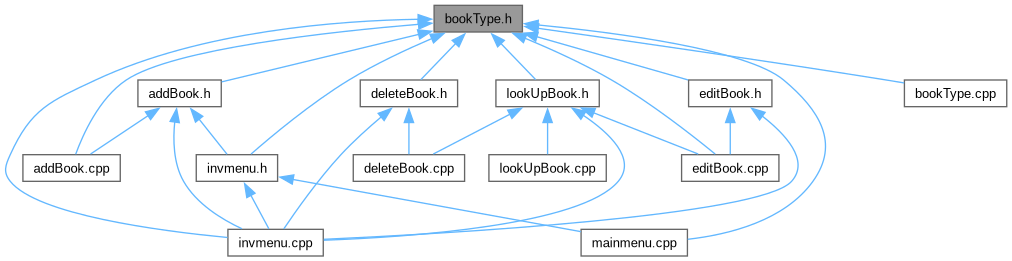 bookType.h
addBook.h
deleteBook.h
lookUpBook.h
editBook.h
bookType.cpp
addBook.cpp
invmenu.h
deleteBook.cpp
lookUpBook.cpp
editBook.cpp
invmenu.cpp
mainmenu.cpp